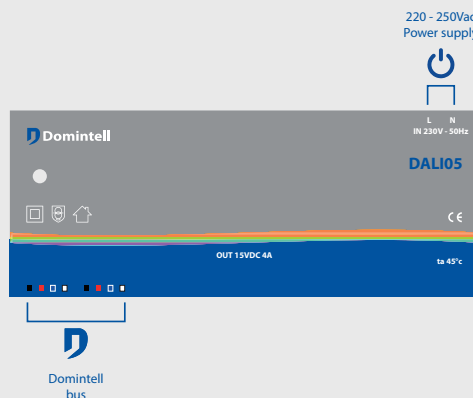 220 - 250Vac
Power supply
L N
IN 230V - 50Hz
Domintell
DALI05
CE
OUT 15VDC 4A
ta 45°c
Domintell
bus